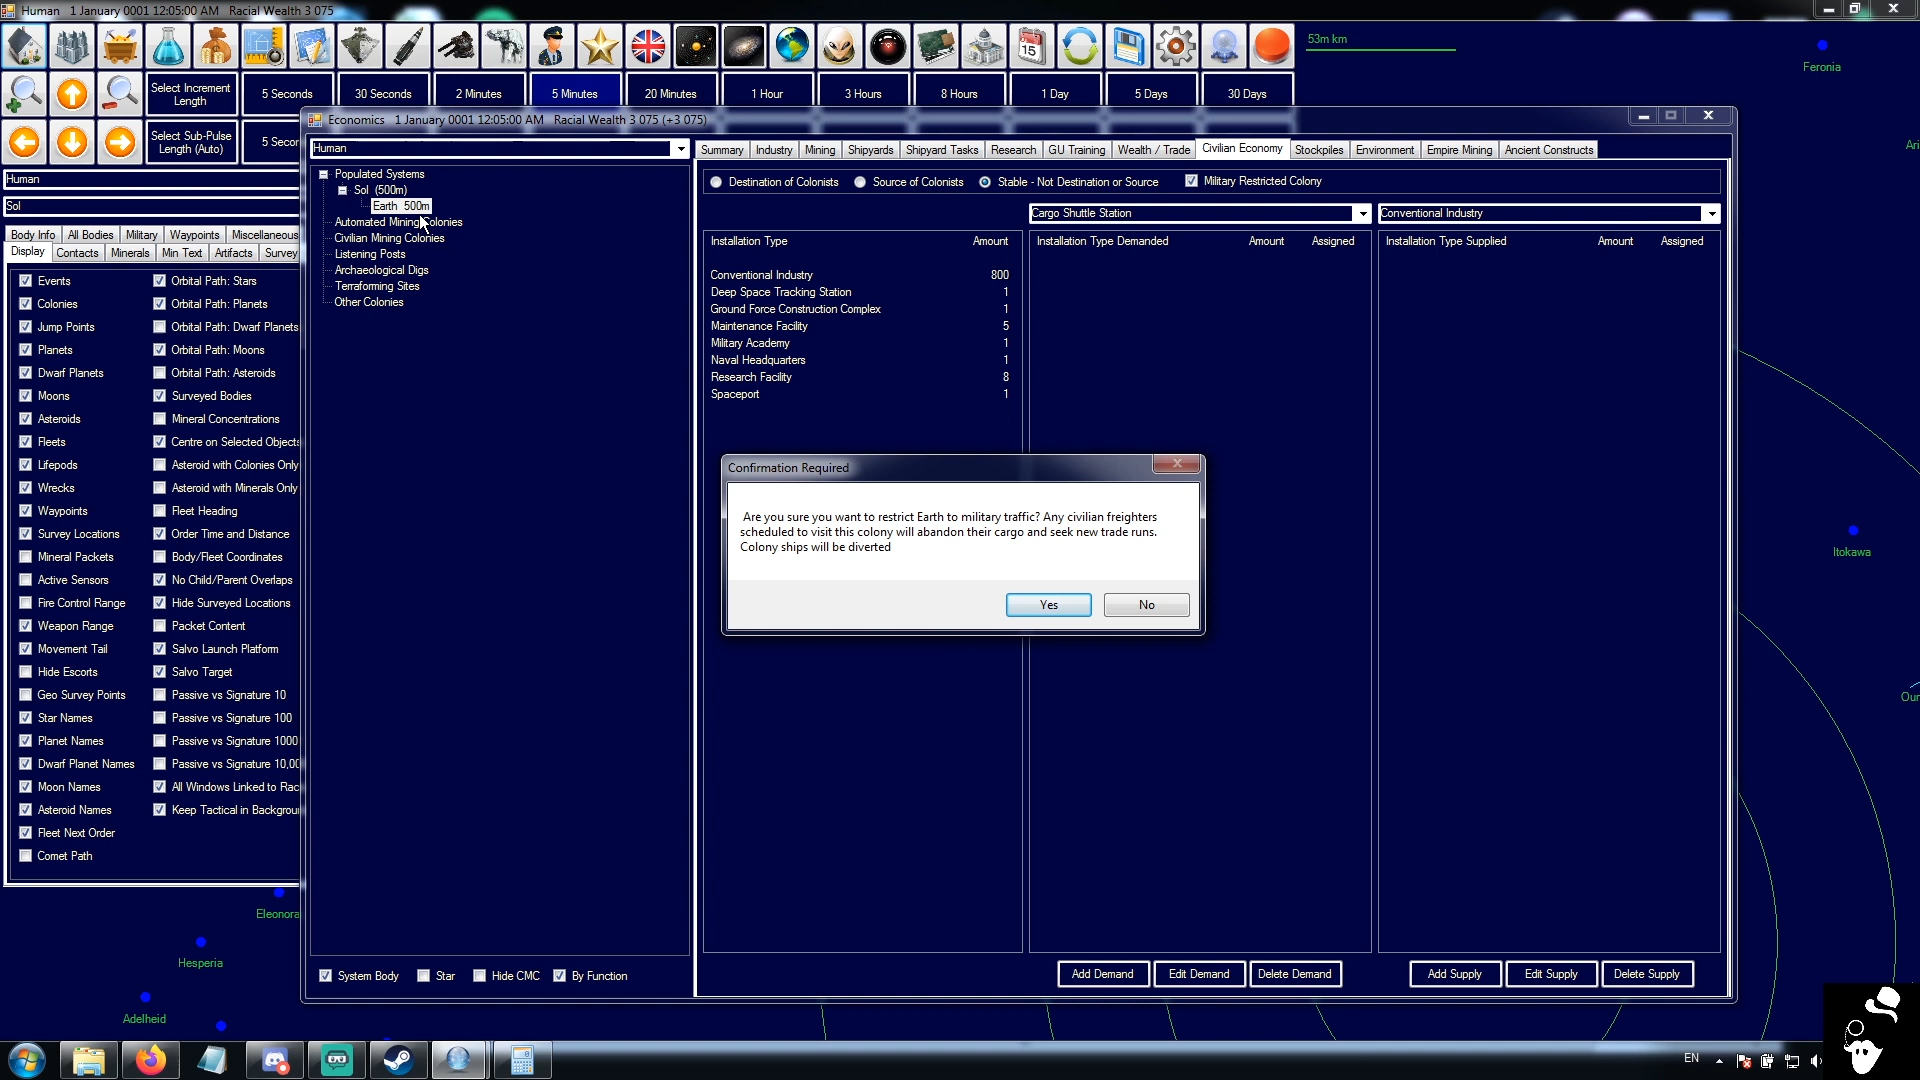 Human   1 January 0001 12:05:00 AM   Racial Wealth 3 075
53m km
Feronia
Select Increment Length
5 Seconds
30 Seconds
2 Minutes
5 Minutes
20 Minutes
1 Hour
3 Hours
8 Hours
1 Day
5 Days
30 Days
Select Sub-Pulse Length (Auto)
Economics   1 January 0001 12:05:00 AM   Racial Wealth 3 075 (+3 075)
Human
Sol
Body Info
All Bodies
Military
Waypoints
Miscellaneous
Display
Contacts
Minerals
Min Text
Artifacts
Survey
Events
Colonies
Jump Points
Planets
Dwarf Planets
Moons
Asteroids
Fleets
Lifepods
Wrecks
Waypoints
Survey Locations
Mineral Packets
Active Sensors
Fire Control Range
Weapon Range
Movement Tail
Hide Escorts
Geo Survey Points
Star Names
Planet Names
Dwarf Planet Names
Moon Names
Asteroid Names
Fleet Next Order
Comet Path
Orbital Path: Stars
Orbital Path: Planets
Orbital Path: Dwarf Planets
Orbital Path: Moons
Orbital Path: Asteroids
Surveyed Bodies
Mineral Concentrations
Centre on Selected Objects
Asteroid with Colonies Only
Asteroid with Minerals Only
Fleet Heading
Order Time and Distance
Body/Fleet Coordinates
No Child/Parent Overlaps
Hide Surveyed Locations
Packet Content
Salvo Launch Platform
Salvo Target
Passive vs Signature 10
Passive vs Signature 100
Passive vs Signature 1000
Passive vs Signature 10,00
All Windows Linked to Rac
Keep Tactical in Backgroun
Human
Populated Systems
Sol  (500m)
Earth  500m
Automated Mining Colonies
Civilian Mining Colonies
Listening Posts
Archaeological Digs
Terraforming Sites
Other Colonies
System Body
Star
Hide CMC
By Function
Summary
Industry
Mining
Shipyards
Shipyard Tasks
Research
GU Training
Wealth / Trade
Civilian Economy
Stockpiles
Environment
Empire Mining
Ancient Constructs
Destination of Colonists
Source of Colonists
Stable - Not Destination or Source
Military Restricted Colony
Cargo Shuttle Station
Conventional Industry
Installation Type   Amount
Conventional Industry   800
Deep Space Tracking Station   1
Ground Force Construction Complex   1
Maintenance Facility   5
Military Academy   1
Naval Headquarters   1
Research Facility   8
Spaceport   1
Installation Type Demanded   Amount   Assigned
Installation Type Supplied   Amount   Assigned
Confirmation Required
Are you sure you want to restrict Earth to military traffic? Any civilian freighters
scheduled to visit this colony will abandon their cargo and seek new trade runs.
Colony ships will be diverted
Yes
No
Add Demand
Edit Demand
Delete Demand
Add Supply
Edit Supply
Delete Supply
Itokawa
Eleonora
Hesperia
Adelheid
EN